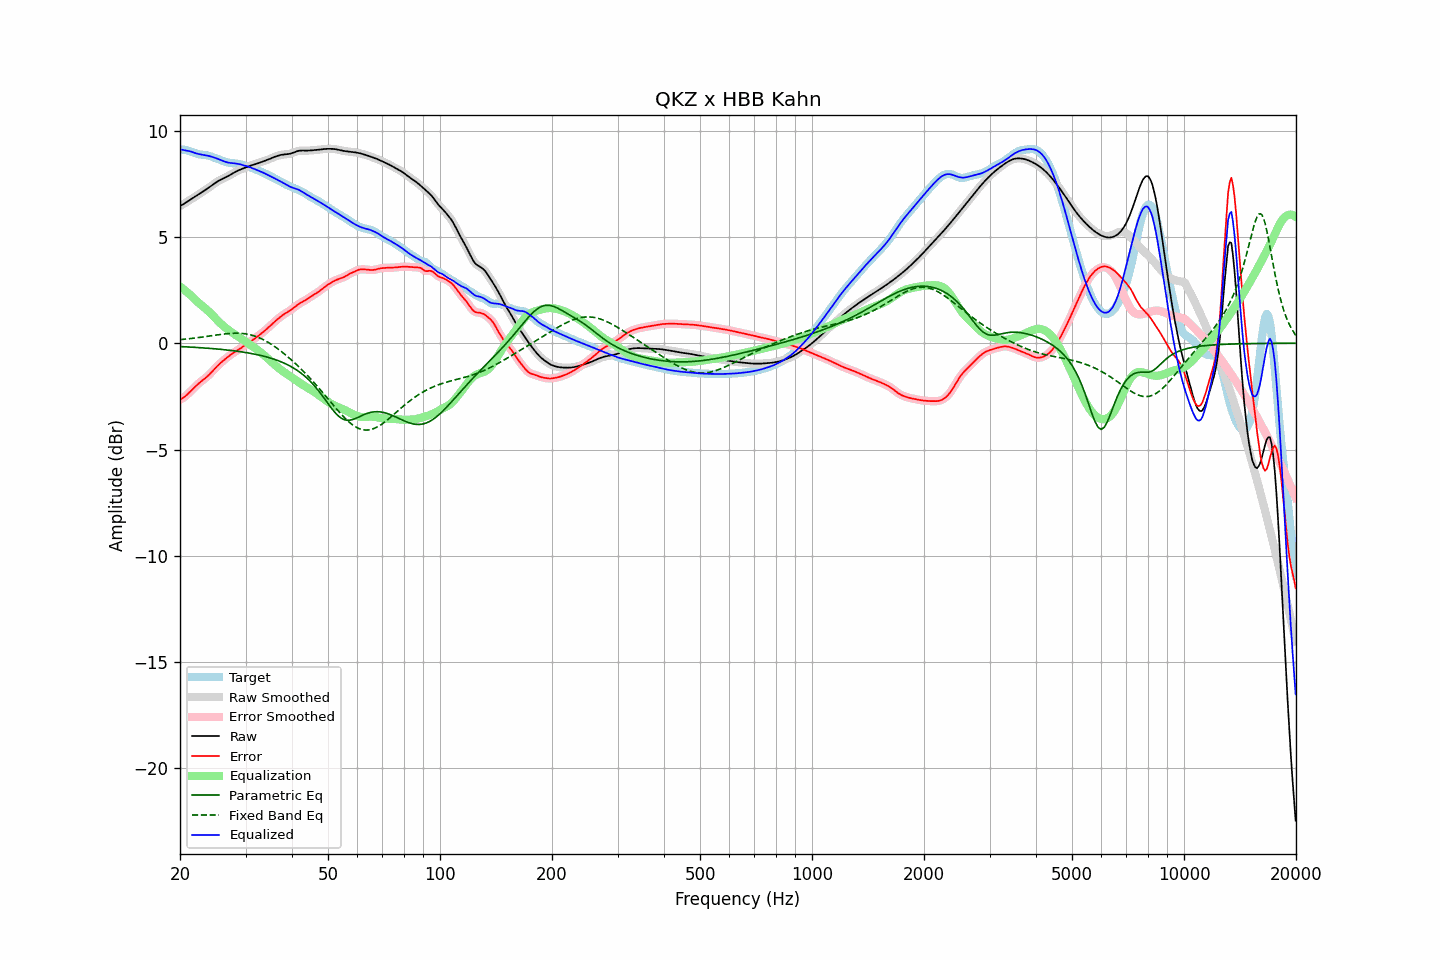 QKZ x HBB Kahn
Amplitude (dBr)
10
5
0
−5
−10
−15
−20
Target
Raw Smoothed
Error Smoothed
Raw
Error
Equalization
Parametric Eq
Fixed Band Eq
Equalized
20 50 100 200 500 1000 2000 5000 10000 20000
Frequency (Hz)